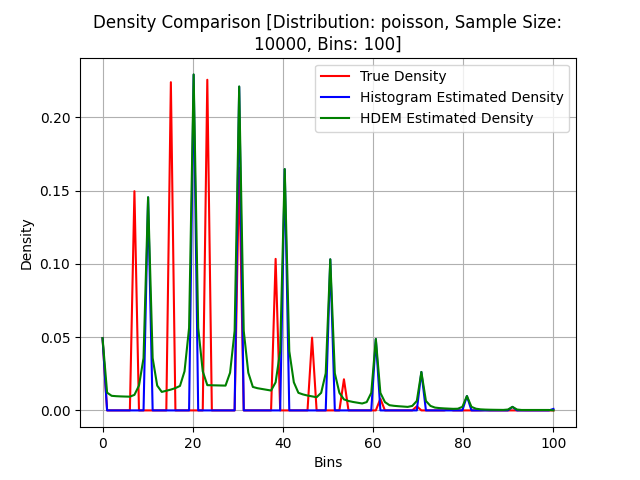 Density Comparison [Distribution: poisson, Sample Size:
10000, Bins: 100]
True Density
Histogram Estimated Density
HDEM Estimated Density
Density
0.20
0.15
0.10
0.05
0.00
0 20 40 60 80 100
Bins